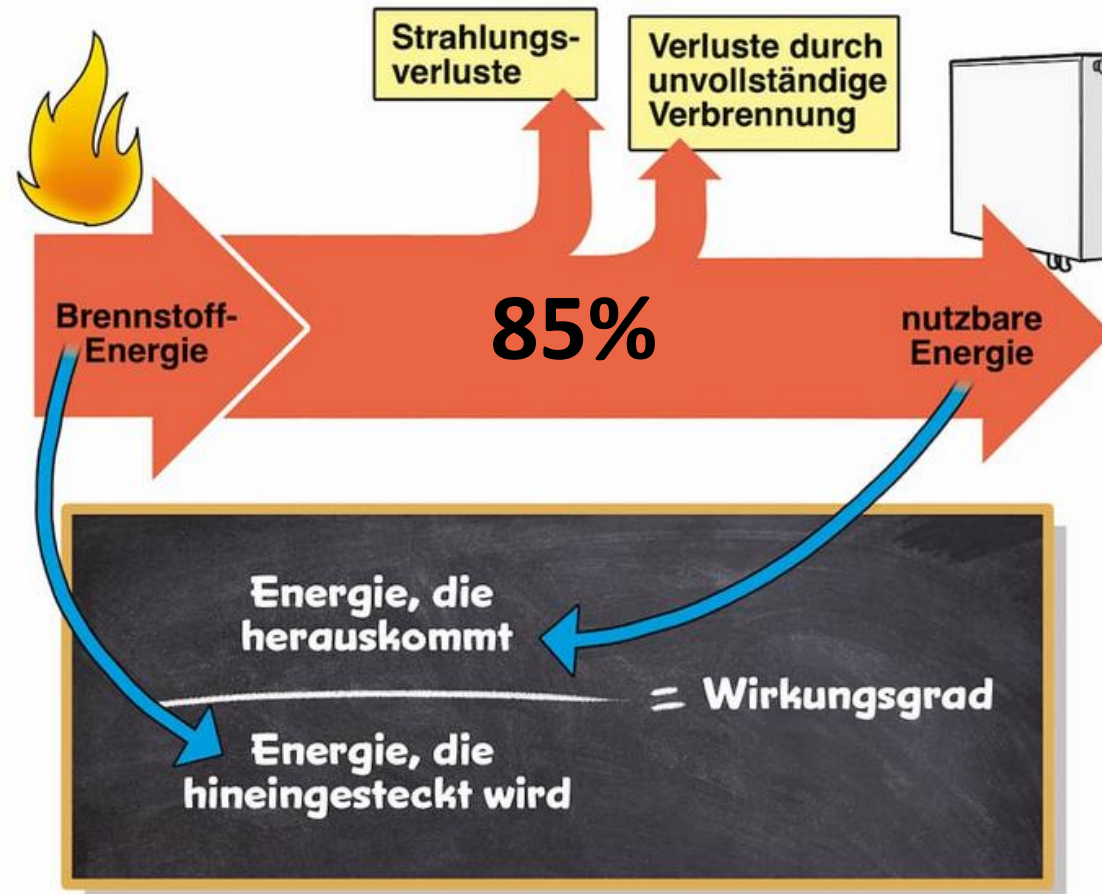 Strahlungs-
verluste
Verluste durch
unvollständige
Verbrennung
Brennstoff-
Energie
85%
nutzbare
Energie
Energie, die
herauskommt
= Wirkungsgrad
Energie, die
hineingesteckt wird